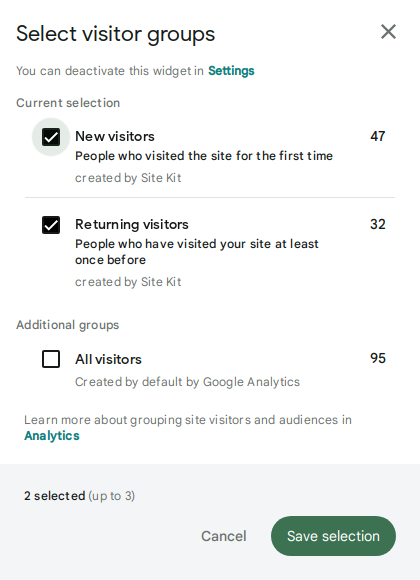 Select visitor groups
You can deactivate this widget in Settings
Current selection
New visitors 47
People who visited the site for the first time
created by Site Kit
Returning visitors 32
People who have visited your site at least
once before
created by Site Kit
Additional groups
All visitors 95
Created by default by Google Analytics
Learn more about grouping site visitors and audiences in
Analytics
2 selected (up to 3)
Cancel Save selection